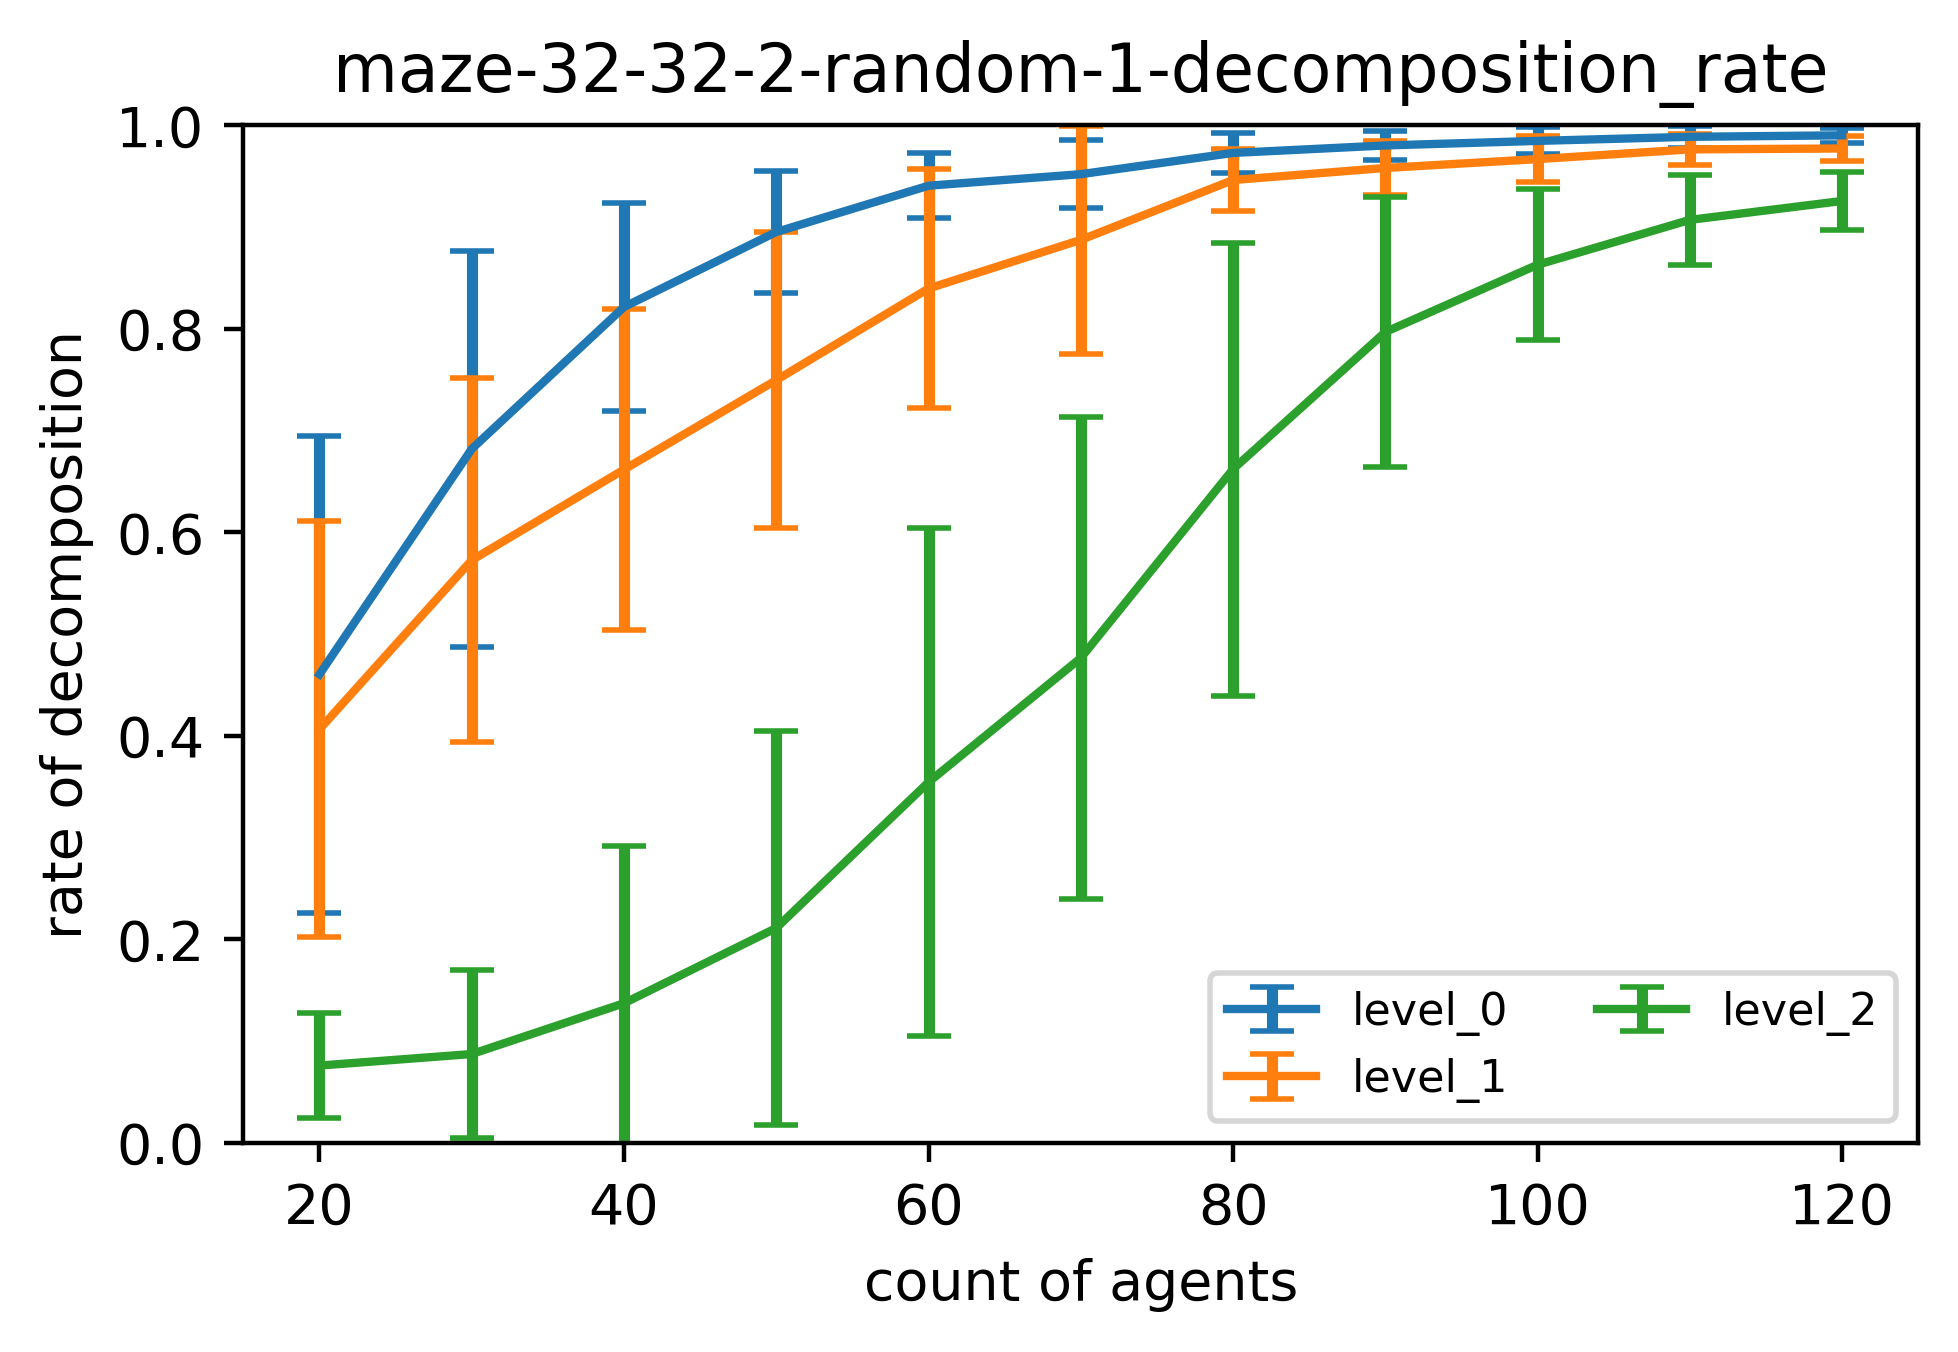 maze-32-32-2-random-1-decomposition_rate
1.0
0.8
0.6
0.4
0.2
0.0
rate of decomposition
level_0 level_2
level_1
20 40 60 80 100 120
count of agents